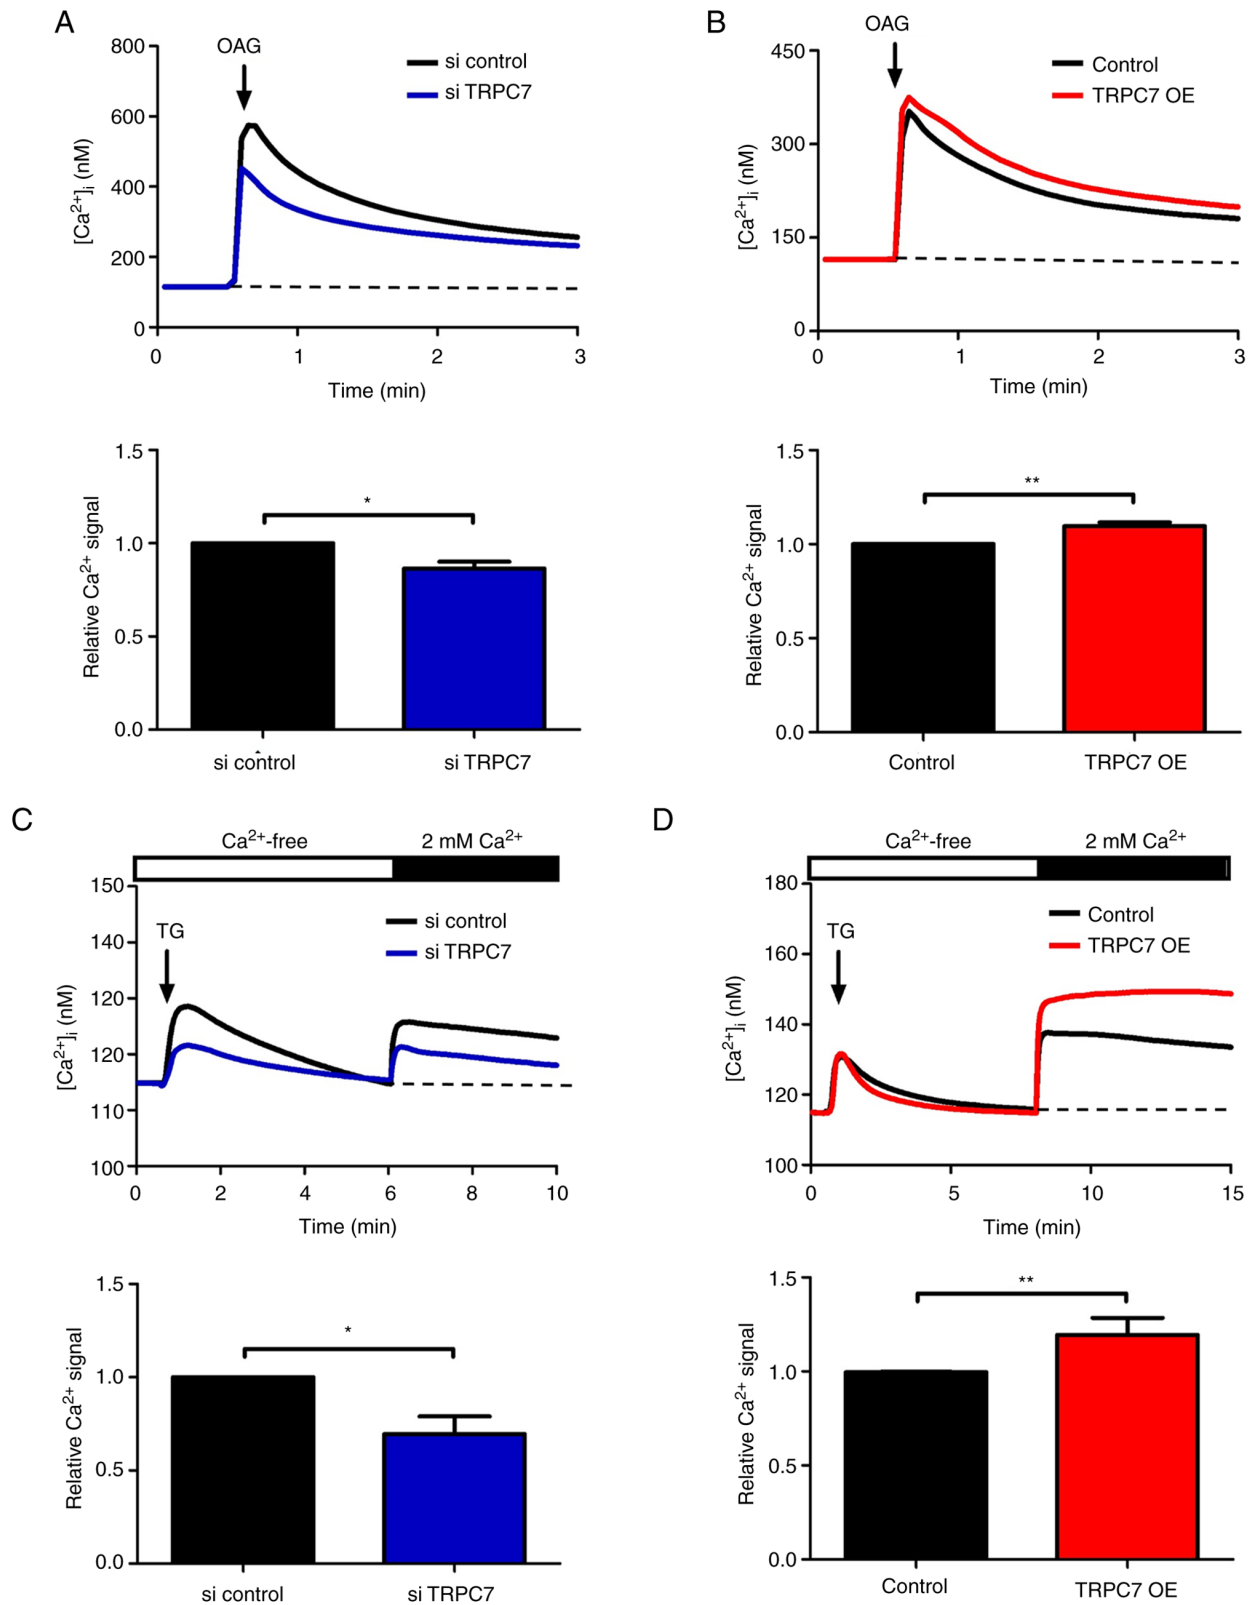 A
OAG
si control
si TRPC7
800
600
400
200
0
[Ca²⁺]ᵢ (nM)
0 1 2 3
Time (min)
B
OAG
Control
TRPC7 OE
450
300
150
0
[Ca²⁺]ᵢ (nM)
0 1 2 3
Time (min)
1.5
1.0
0.5
0.0
Relative Ca²⁺ signal
*
si control si TRPC7
1.5
1.0
0.5
0.0
Relative Ca²⁺ signal
**
Control TRPC7 OE
C
Ca²⁺-free 2 mM Ca²⁺
TG
si control
si TRPC7
150
140
120
120
110
100
[Ca²⁺]ᵢ (nM)
0 2 4 6 8 10
Time (min)
D
Ca²⁺-free 2 mM Ca²⁺
TG
Control
TRPC7 OE
180
160
140
120
100
[Ca²⁺]ᵢ (nM)
0 5 10 15
Time (min)
1.5
1.0
0.5
0.0
Relative Ca²⁺ signal
*
si control si TRPC7
1.5
1.0
0.5
0.0
Relative Ca²⁺ signal
**
Control TRPC7 OE